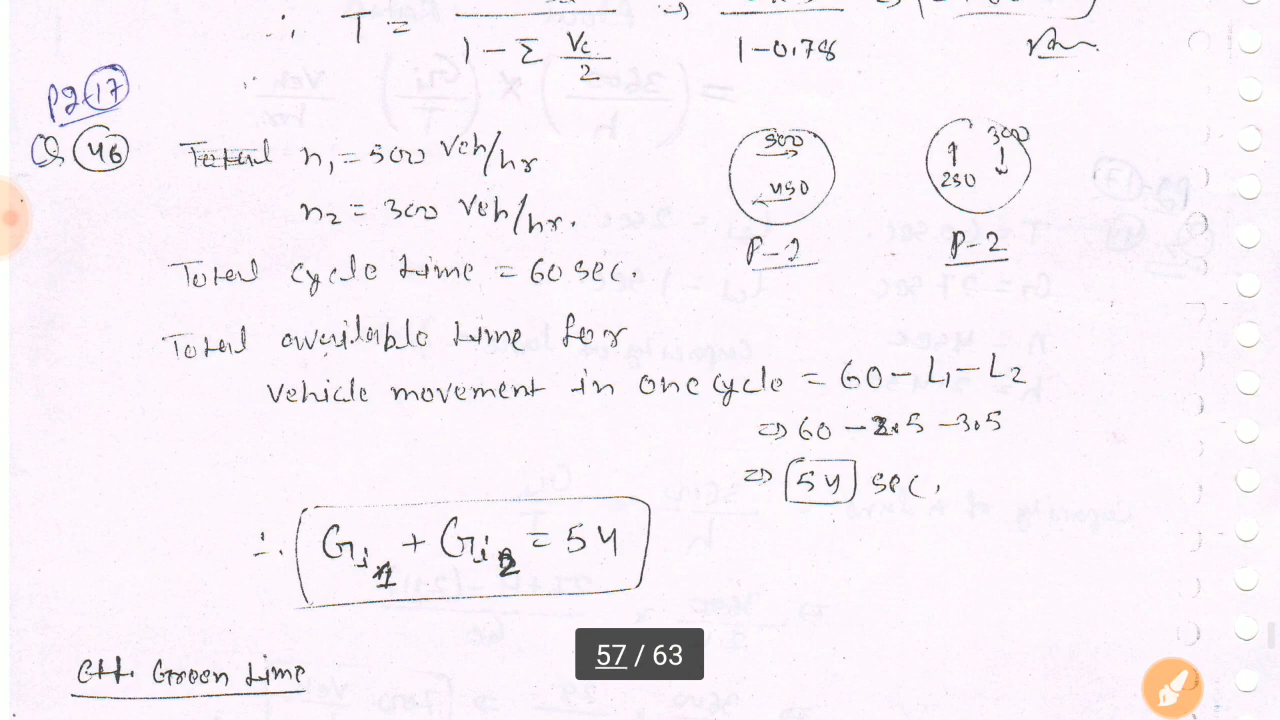 ∴ T = 1 - Σ Vc/2 ⇒ 1-0.78
Pg-17
Q 46 n₁ = 500 veh/hr
n₂ = 300 veh/hr.
500
450
P-1
250 300
P-2
Total cycle time = 60 sec.
Total available time for
vehicle movement in one cycle = 60 - L₁ - L₂
⇒ 60 - 2.5 - 3.5
⇒ 54 sec.
∴ Gi₁ + Gi₂ = 54
Eff. Green time
57 / 63